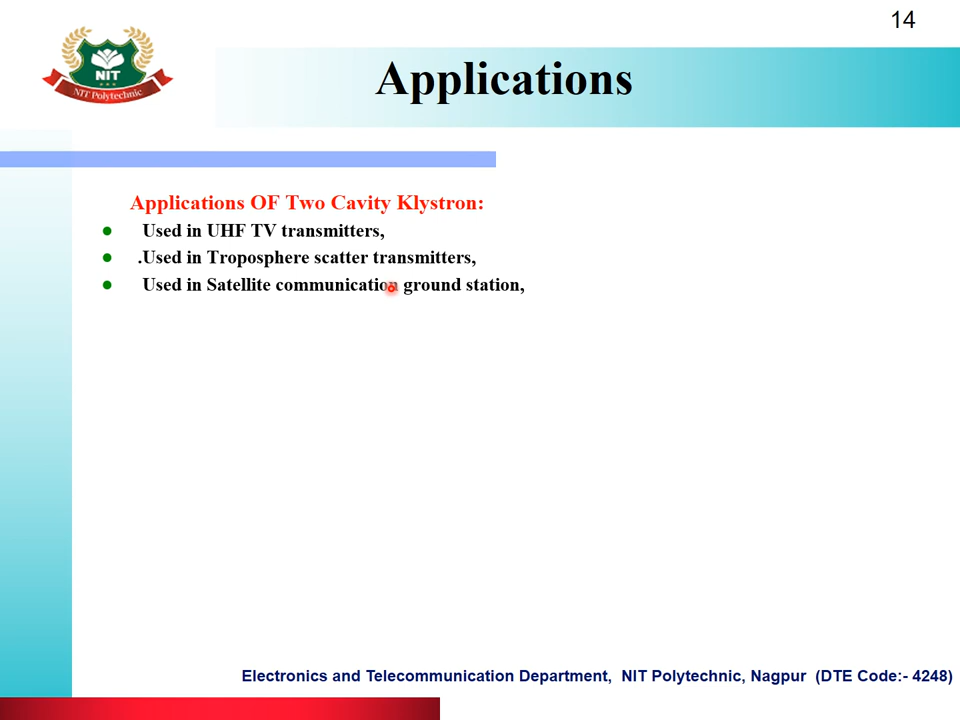 14
NIT
NIT Polytechnic
Applications
Applications OF Two Cavity Klystron:
Used in UHF TV transmitters,
.Used in Troposphere scatter transmitters,
Used in Satellite communication ground station,
Electronics and Telecommunication Department, NIT Polytechnic, Nagpur (DTE Code:- 4248)